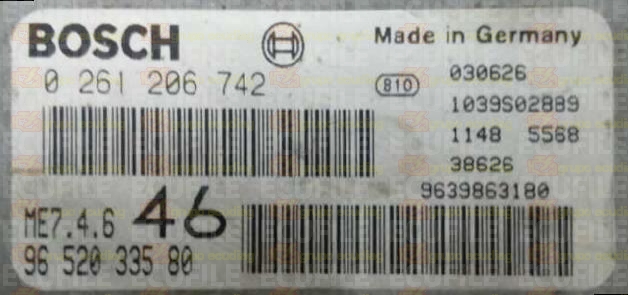 BOSCH
Made in Germany
0 261 206 742
810
030626
1039S02889
1148 5568
38626
9639863180
ME7.4.6 46
96 520 335 80